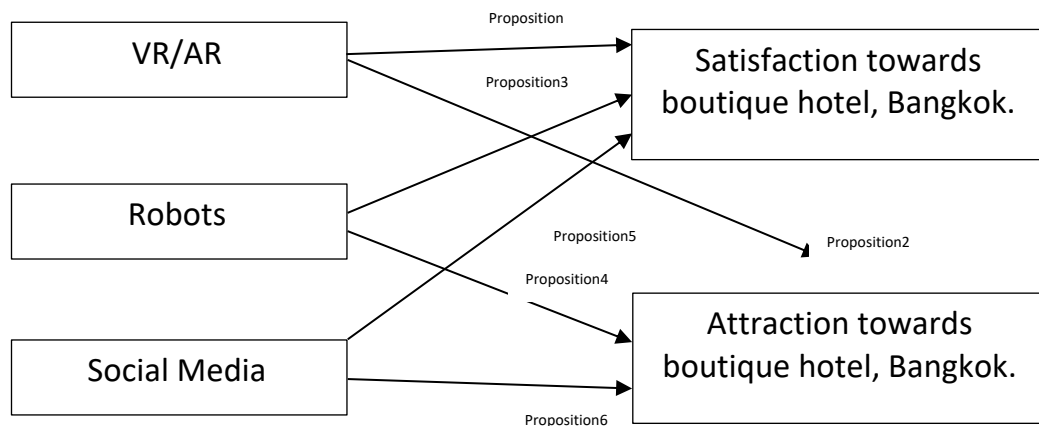 Proposition
VR/AR
Satisfaction towards
boutique hotel, Bangkok.
Proposition3
Robots
Proposition5
Proposition2
Proposition4
Attraction towards
boutique hotel, Bangkok.
Social Media
Proposition6